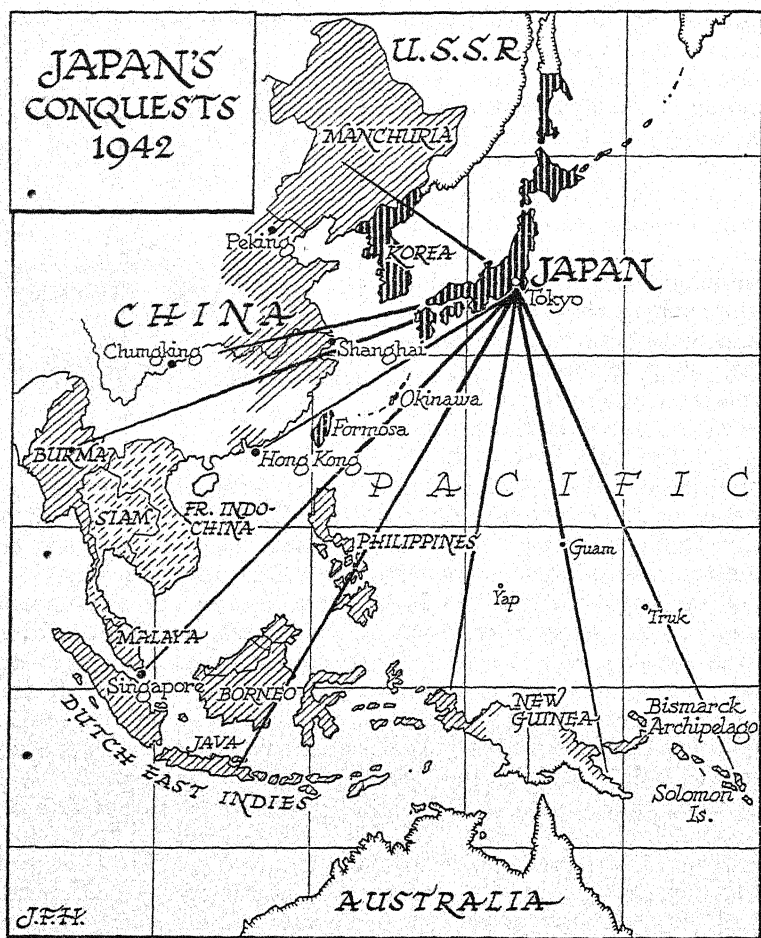 JAPAN'S
CONQUESTS
1942
U.S.S.R
MANCHURIA
Peking
KOREA
JAPAN
Tokyo
CHINA
Chungking
Shanghai
Okinawa
Formosa
BURMA
Hong Kong
PACIFIC
SIAM
FR. INDO-
CHINA
PHILIPPINES
Guam
Yap
Truk
MALAYA
Singapore
BORNEO
NEW
GUINEA
Bismarck
Archipelago
JAVA
DUTCH EAST INDIES
Solomon
Is.
AUSTRALIA
J.F.H.